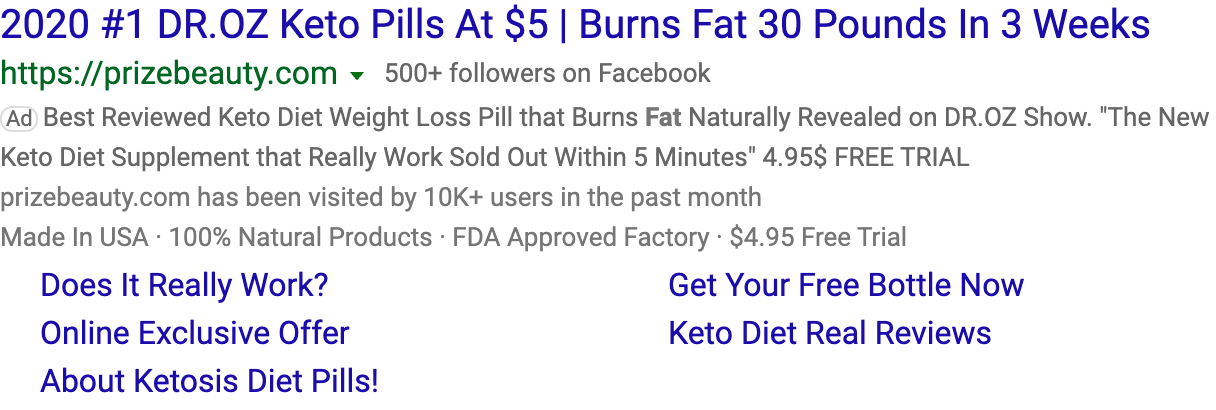 2020 #1 DR.OZ Keto Pills At $5 | Burns Fat 30 Pounds In 3 Weeks
https://prizebeauty.com 500+ followers on Facebook
Ad Best Reviewed Keto Diet Weight Loss Pill that Burns Fat Naturally Revealed on DR.OZ Show. "The New
Keto Diet Supplement that Really Work Sold Out Within 5 Minutes" 4.95$ FREE TRIAL
prizebeauty.com has been visited by 10K+ users in the past month
Made In USA · 100% Natural Products · FDA Approved Factory · $4.95 Free Trial
Does It Really Work? Get Your Free Bottle Now
Online Exclusive Offer Keto Diet Real Reviews
About Ketosis Diet Pills!